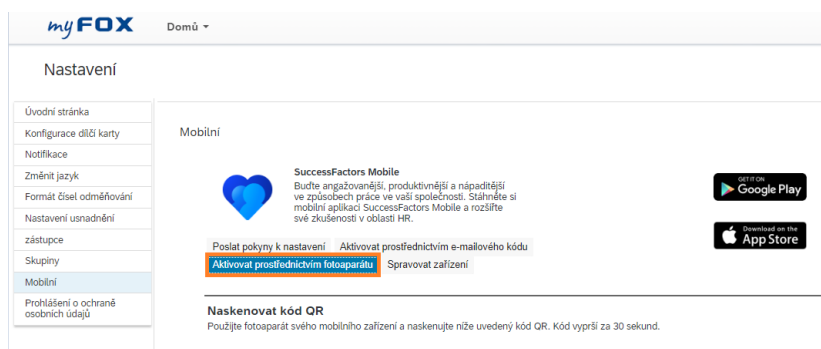 myFOX
Domů
Nastavení
Úvodní stránka
Konfigurace dílčí karty
Notifikace
Změnit jazyk
Formát čísel odměňování
Nastavení usnadnění
zástupce
Skupiny
Mobilní
Prohlášení o ochraně
osobních údajů
Mobilní
SuccessFactors Mobile
Buďte angažovanější, produktivnější a nápaditější
ve způsobech práce ve vaší společnosti. Stáhněte si
mobilní aplikaci SuccessFactors Mobile a rozšiřte
své zkušenosti v oblasti HR.
GET IT ON
Google Play
Download on the
App Store
Poslat pokyny k nastavení Aktivovat prostřednictvím e-mailového kódu
Aktivovat prostřednictvím fotoaparátu Spravovat zařízení
Naskenovat kód QR
Použijte fotoaparát svého mobilního zařízení a naskenujte níže uvedený kód QR. Kód vyprší za 30 sekund.